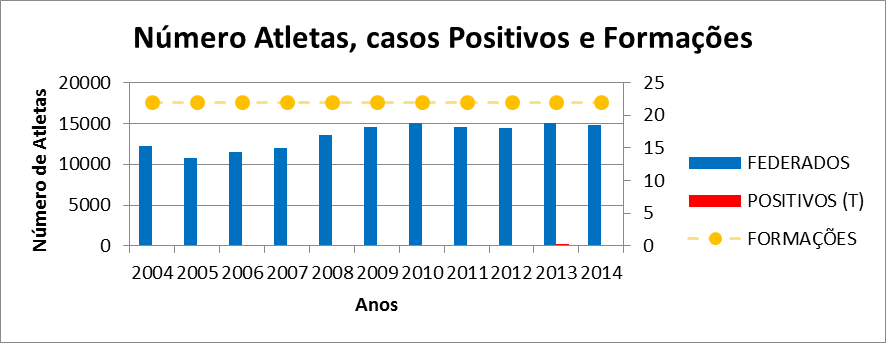 Número Atletas, casos Positivos e Formações
Número de Atletas
20000
15000
10000
5000
0
25
20
15
10
5
0
2004 2005 2006 2007 2008 2009 2010 2011 2012 2013 2014
Anos
FEDERADOS
POSITIVOS (T)
FORMAÇÕES